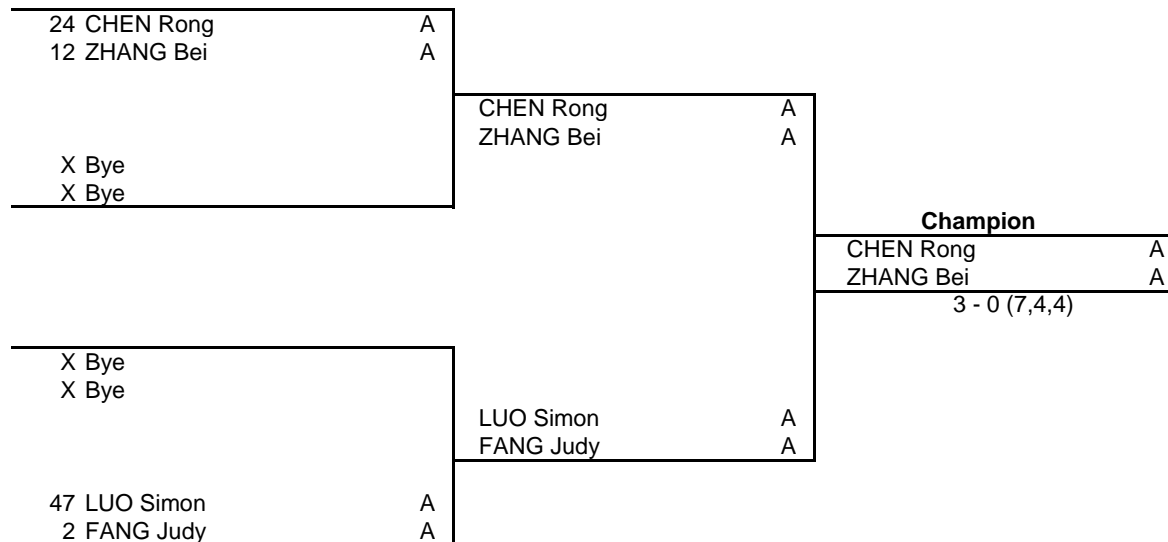 24 CHEN Rong A
12 ZHANG Bei A
CHEN Rong A
ZHANG Bei A
X Bye
X Bye
Champion
CHEN Rong A
ZHANG Bei A
3 - 0 (7,4,4)
X Bye
X Bye
LUO Simon A
FANG Judy A
47 LUO Simon A
2 FANG Judy A